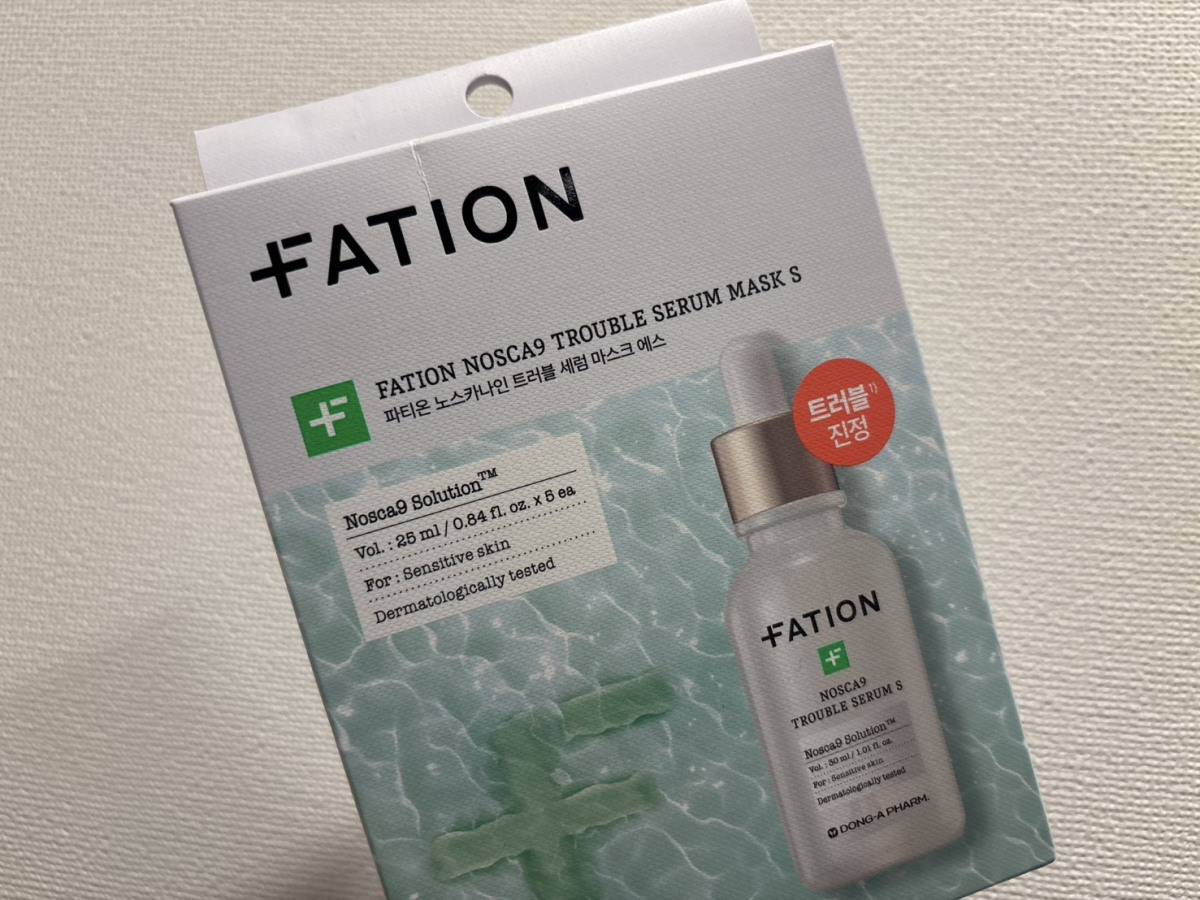 FATION
FATION NOSCA9 TROUBLE SERUM MASK S
파티온 노스카나인 트러블 세럼 마스크 에스
트러블1)
진정
Nosca9 Solution™
Vol. : 25 ml / 0.84 fl. oz. x 5 ea
For : Sensitive skin
Dermatologically tested
FATION
NOSCA9
TROUBLE SERUM S
Nosca9 Solution™
Vol. : 30 ml / 1.01 fl. oz.
For : Sensitive skin
Dermatologically tested
DONG-A PHARM.